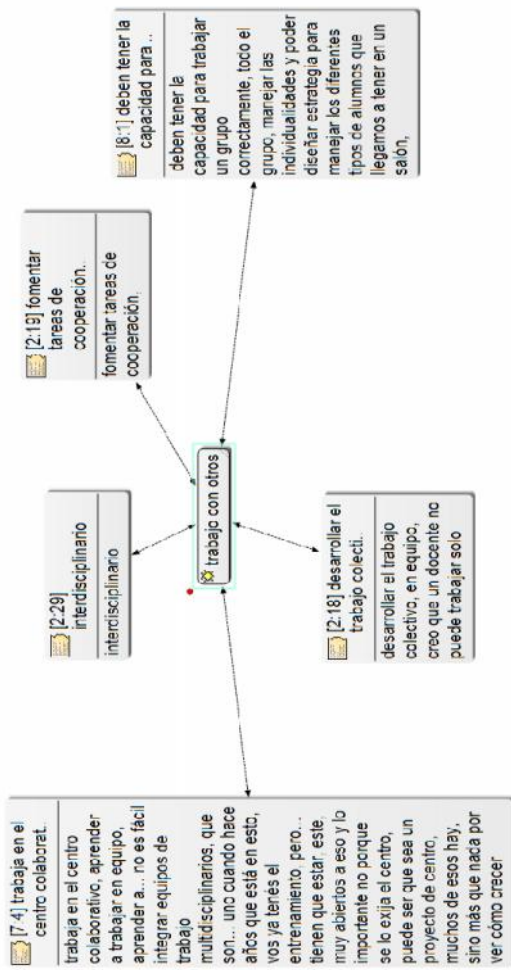 [7:4] trabaja en el
centro colaborat..
trabaja en el centro
colaborativo, aprender
a trabajar en equipo,
aprender a... no es fácil
integrar equipos de
trabajo
multidisciplinarios, que
son... uno cuando hace
años que está en esto,
vos ya tenés el
entrenamiento, pero...
tienen que estar, este,
muy abiertos a eso y lo
importante no porque
se lo exija el centro,
puede ser que sea un
proyecto de centro,
muchos de esos hay,
sino más que nada por
ver cómo crecer
[2:29]
interdisciplinario
interdisciplinario
[2:18] desarrollar el
trabajo colecti..
desarrollar el trabajo
colectivo, en equipo,
creo que un docente no
puede trabajar solo
trabajo con otros
[2:19] fomentar
tareas de
cooperación..
fomentar tareas de
cooperación,
[8:1] deben tener la
capacidad para ..
deben tener la
capacidad para trabajar
un grupo
correctamente, todo el
grupo, manejar las
individualidades y poder
diseñar estrategia para
manejar los diferentes
tipos de alumnos que
llegamos a tener en un
salón,